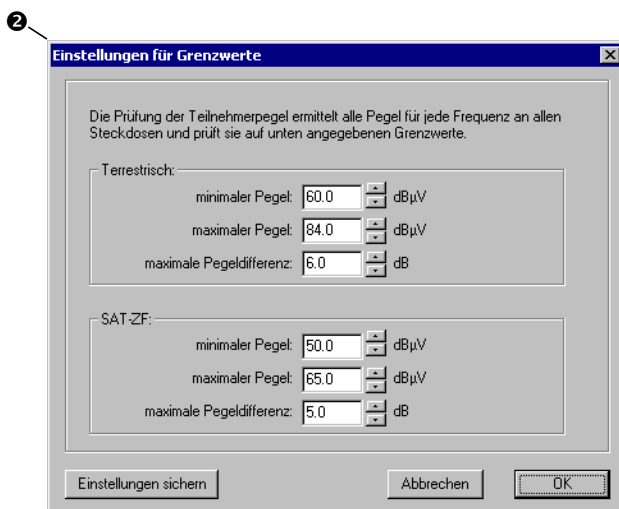 ❷
Einstellungen für Grenzwerte
Die Prüfung der Teilnehmerpegel ermittelt alle Pegel für jede Frequenz an allen
Steckdosen und prüft sie auf unten angegebenen Grenzwerte.
Terrestrisch:
minimaler Pegel: 60.0 dBµV
maximaler Pegel: 84.0 dBµV
maximale Pegeldifferenz: 6.0 dB
SAT-ZF:
minimaler Pegel: 50.0 dBµV
maximaler Pegel: 65.0 dBµV
maximale Pegeldifferenz: 5.0 dB
Einstellungen sichern Abbrechen OK